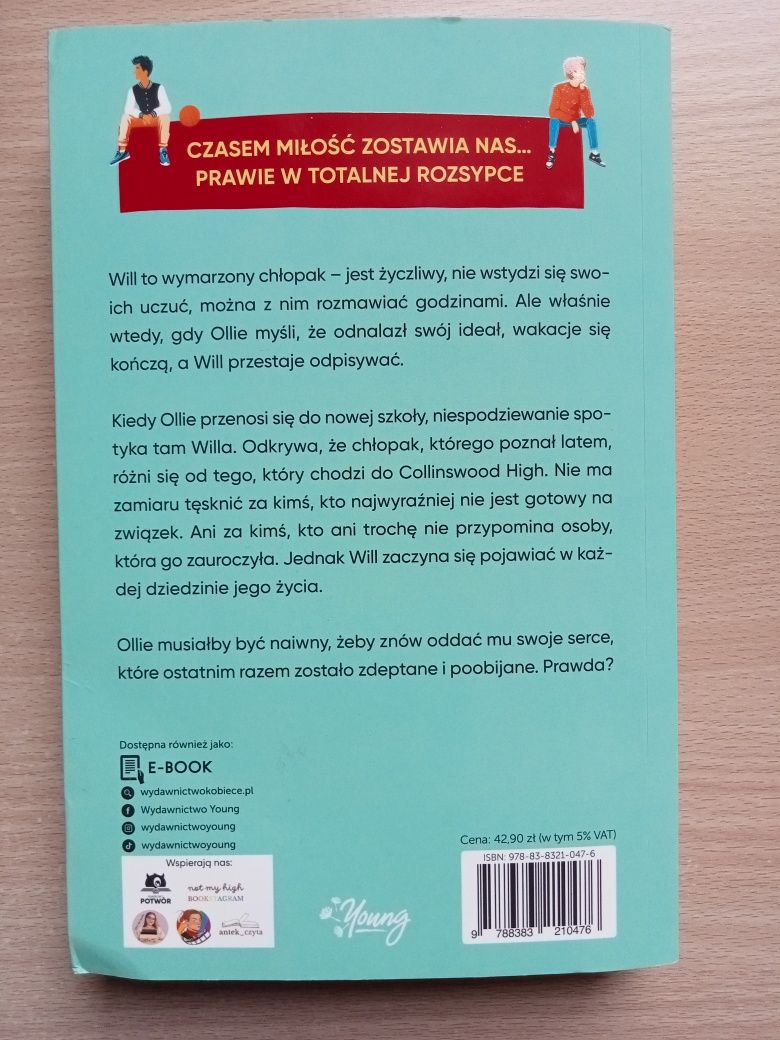 CZASEM MIŁOŚĆ ZOSTAWIA NAS...
PRAWIE W TOTALNEJ ROZSYPCE
Will to wymarzony chłopak – jest życzliwy, nie wstydzi się swo-
ich uczuć, można z nim rozmawiać godzinami. Ale właśnie
wtedy, gdy Ollie myśli, że odnalazł swój ideał, wakacje się
kończą, a Will przestaje odpisywać.
Kiedy Ollie przenosi się do nowej szkoły, niespodziewanie spo-
tyka tam Willa. Odkrywa, że chłopak, którego poznał latem,
różni się od tego, który chodzi do Collinswood High. Nie ma
zamiaru tęsknić za kimś, kto najwyraźniej nie jest gotowy na
związek. Ani za kimś, kto ani trochę nie przypomina osoby,
która go zauroczyła. Jednak Will zaczyna się pojawiać w każ-
dej dziedzinie jego życia.
Ollie musiałby być naiwny, żeby znów oddać mu swoje serce,
które ostatnim razem zostało zdeptane i poobijane. Prawda?
Dostępna również jako:
E-BOOK
wydawnictwokobiece.pl
Wydawnictwo Young
wydawnictwoyoung
wydawnictwoyoung
Wspierają nas:
POTWÓR
not my high
BOOKSTAGRAM
antek_czyta
Young
Cena: 42,90 zł (w tym 5% VAT)
ISBN: 978-83-8321-047-6
9 788383 210476